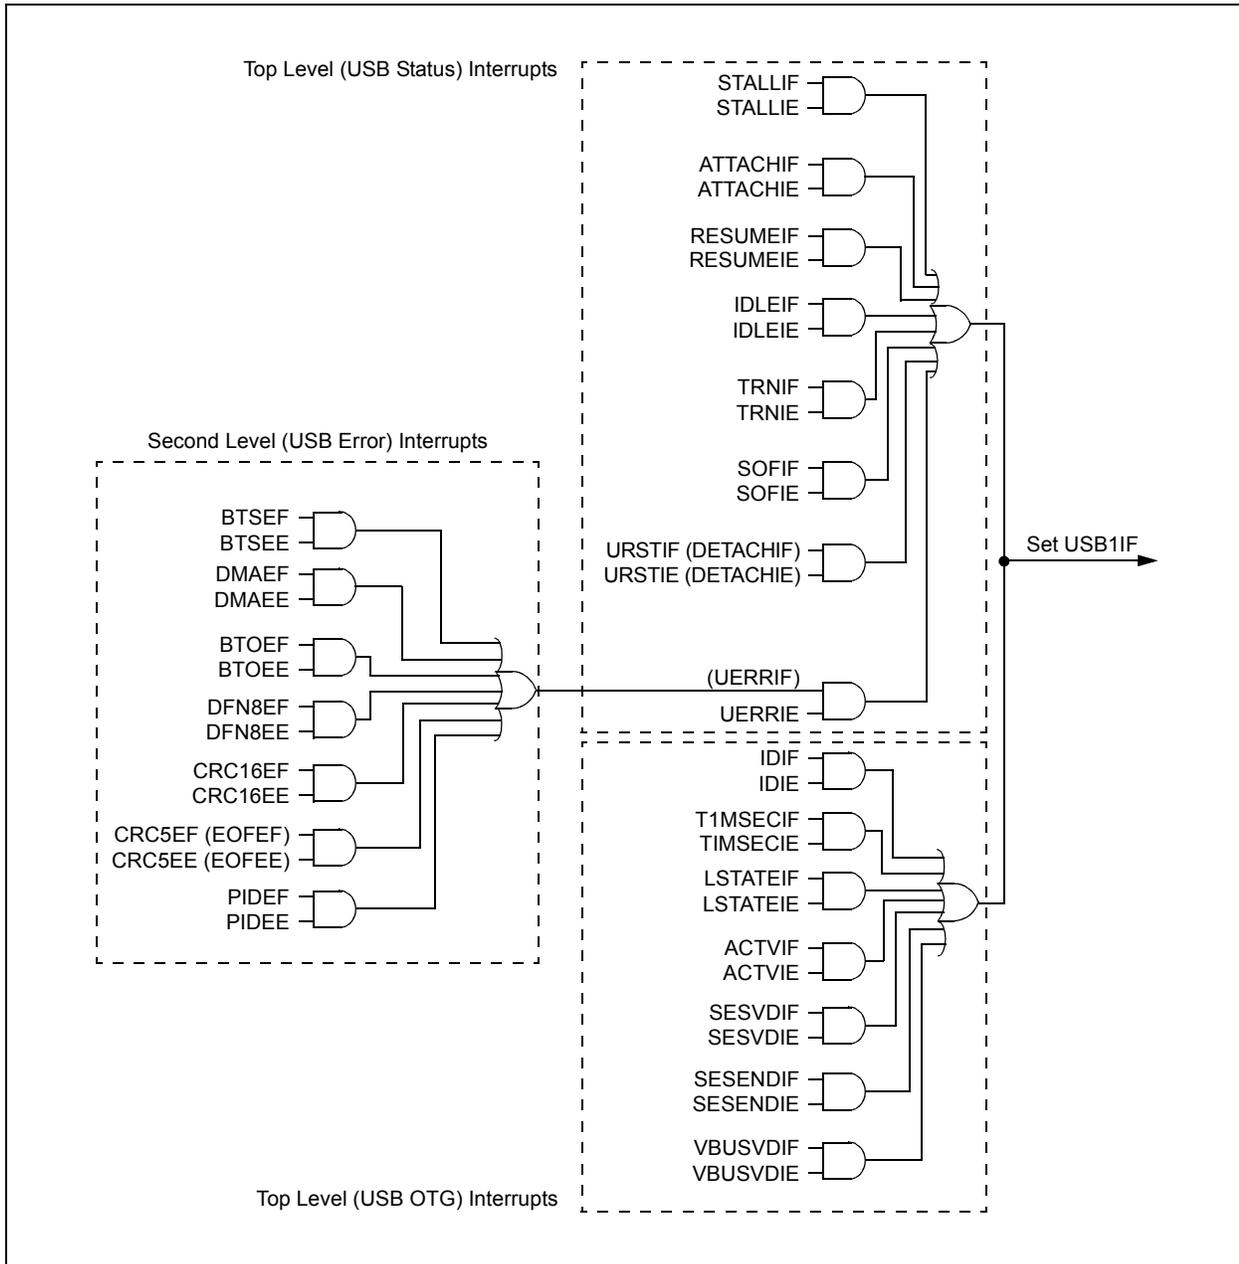 Top Level (USB Status) Interrupts
STALLIF
STALLIE
ATTACHIF
ATTACHIE
RESUMEIF
RESUMEIE
IDLEIF
IDLEIE
TRNIF
TRNIE
SOFIF
SOFIE
URSTIF (DETACHIF)
URSTIE (DETACHIE)
(UERRIF)
UERRIE
Second Level (USB Error) Interrupts
BTSEF
BTSEE
DMAEF
DMAEE
BTOEF
BTOEE
DFN8EF
DFN8EE
CRC16EF
CRC16EE
CRC5EF (EOFEF)
CRC5EE (EOFEE)
PIDEF
PIDEE
Set USB1IF
IDIF
IDIE
T1MSECIF
TIMSECIE
LSTATEIF
LSTATEIE
ACTVIF
ACTVIE
SESVDIF
SESVDIE
SESENDIF
SESENDIE
VBUSVDIF
VBUSVDIE
Top Level (USB OTG) Interrupts